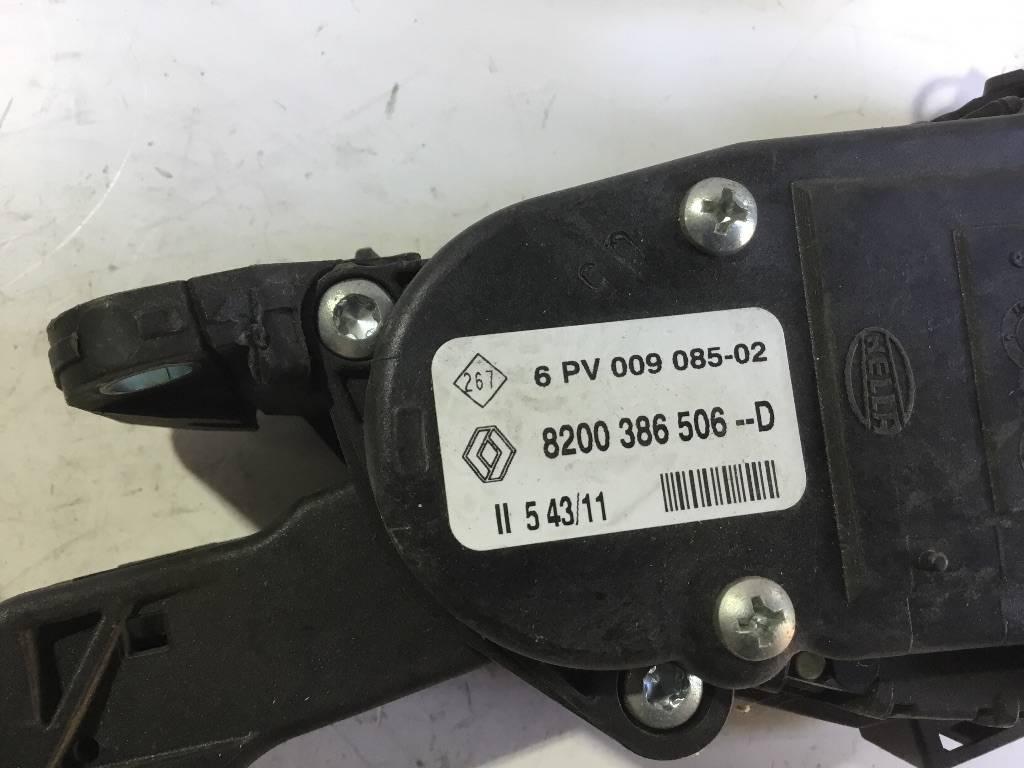 267
6 PV 009 085-02
8200 386 506 --D
II 5 43/11
HELLA